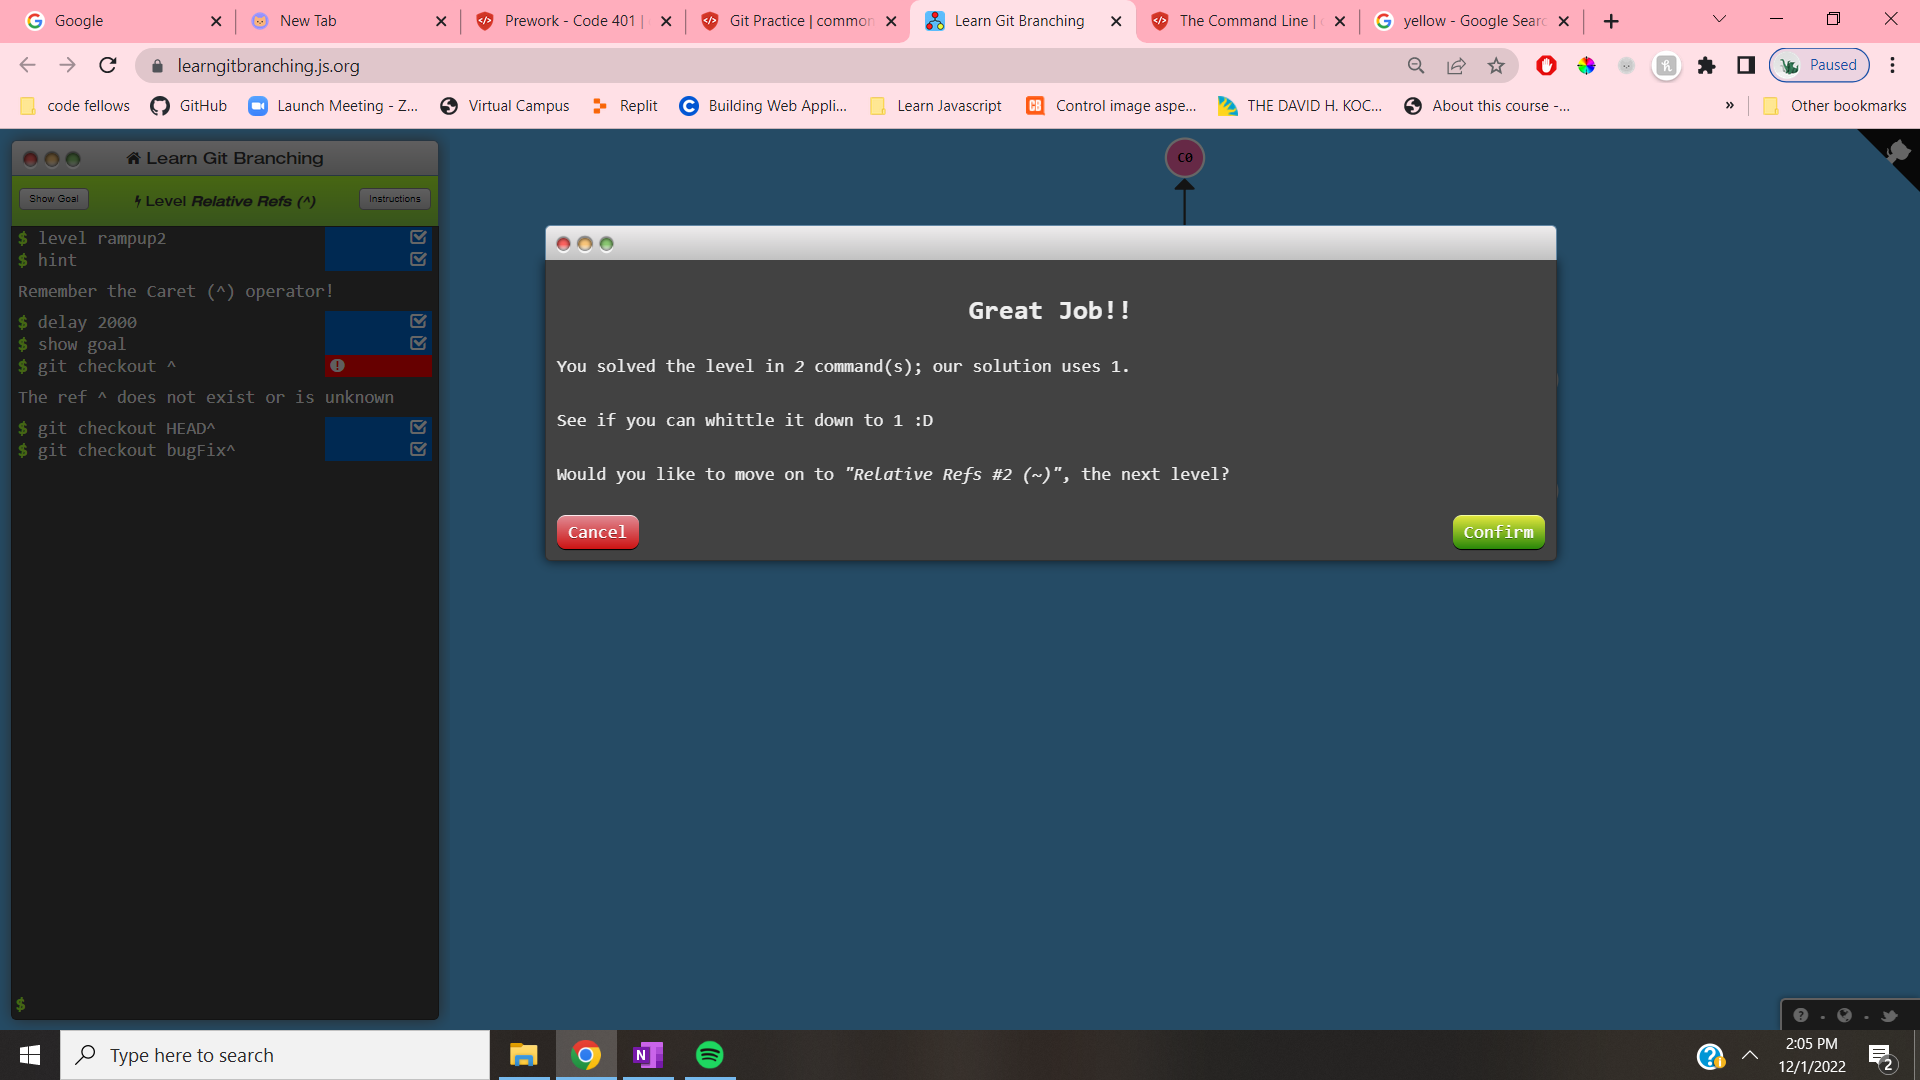 Google
New Tab
Prework - Code 401 |
Git Practice | common
Learn Git Branching
The Command Line |
yellow - Google Searc
learngitbranching.js.org
Paused
code fellows
GitHub
Launch Meeting - Z...
Virtual Campus
Replit
Building Web Appli...
Learn Javascript
CB
Control image aspe...
THE DAVID H. KOC...
About this course -...
»
Other bookmarks
Learn Git Branching
Show Goal
Level Relative Refs (^)
Instructions
$ level rampup2
$ hint
Remember the Caret (^) operator!
$ delay 2000
$ show goal
$ git checkout ^
The ref ^ does not exist or is unknown
$ git checkout HEAD^
$ git checkout bugFix^
$
C0
Great Job!!
You solved the level in 2 command(s); our solution uses 1.
See if you can whittle it down to 1 :D
Would you like to move on to "Relative Refs #2 (~)", the next level?
Cancel
Confirm
Type here to search
N
2:05 PM
12/1/2022
2